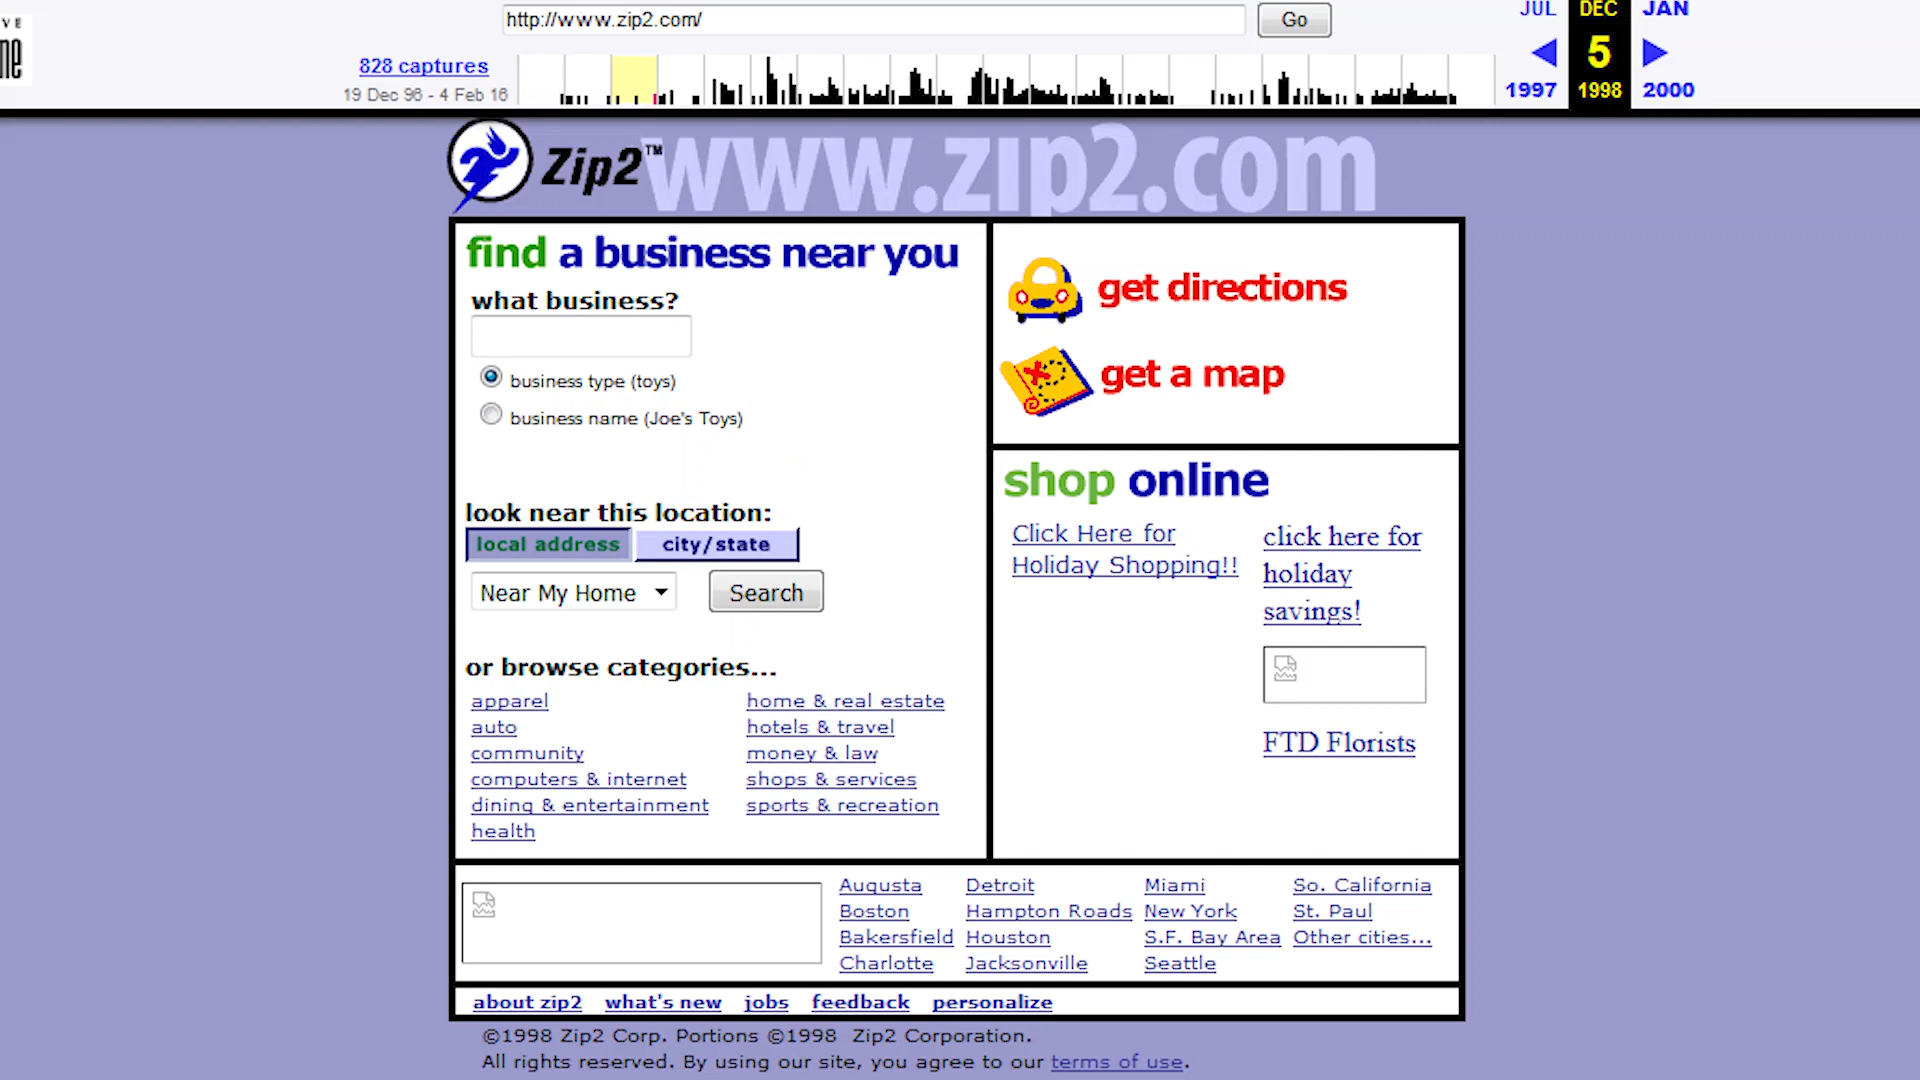 VE
ne
http://www.zip2.com/
Go
828 captures
19 Dec 96 - 4 Feb 16
JUL DEC JAN
5
1997 1998 2000
Zip2™
www.zip2.com
find a business near you
what business?
business type (toys)
business name (Joe's Toys)
look near this location:
local address city/state
Near My Home Search
or browse categories...
apparel
auto
community
computers & internet
dining & entertainment
health
home & real estate
hotels & travel
money & law
shops & services
sports & recreation
get directions
get a map
shop online
Click Here for
Holiday Shopping!!
click here for
holiday
savings!
FTD Florists
Augusta Detroit Miami So. California
Boston Hampton Roads New York St. Paul
Bakersfield Houston S.F. Bay Area Other cities...
Charlotte Jacksonville Seattle
about zip2 what's new jobs feedback personalize
©1998 Zip2 Corp. Portions ©1998 Zip2 Corporation.
All rights reserved. By using our site, you agree to our terms of use.